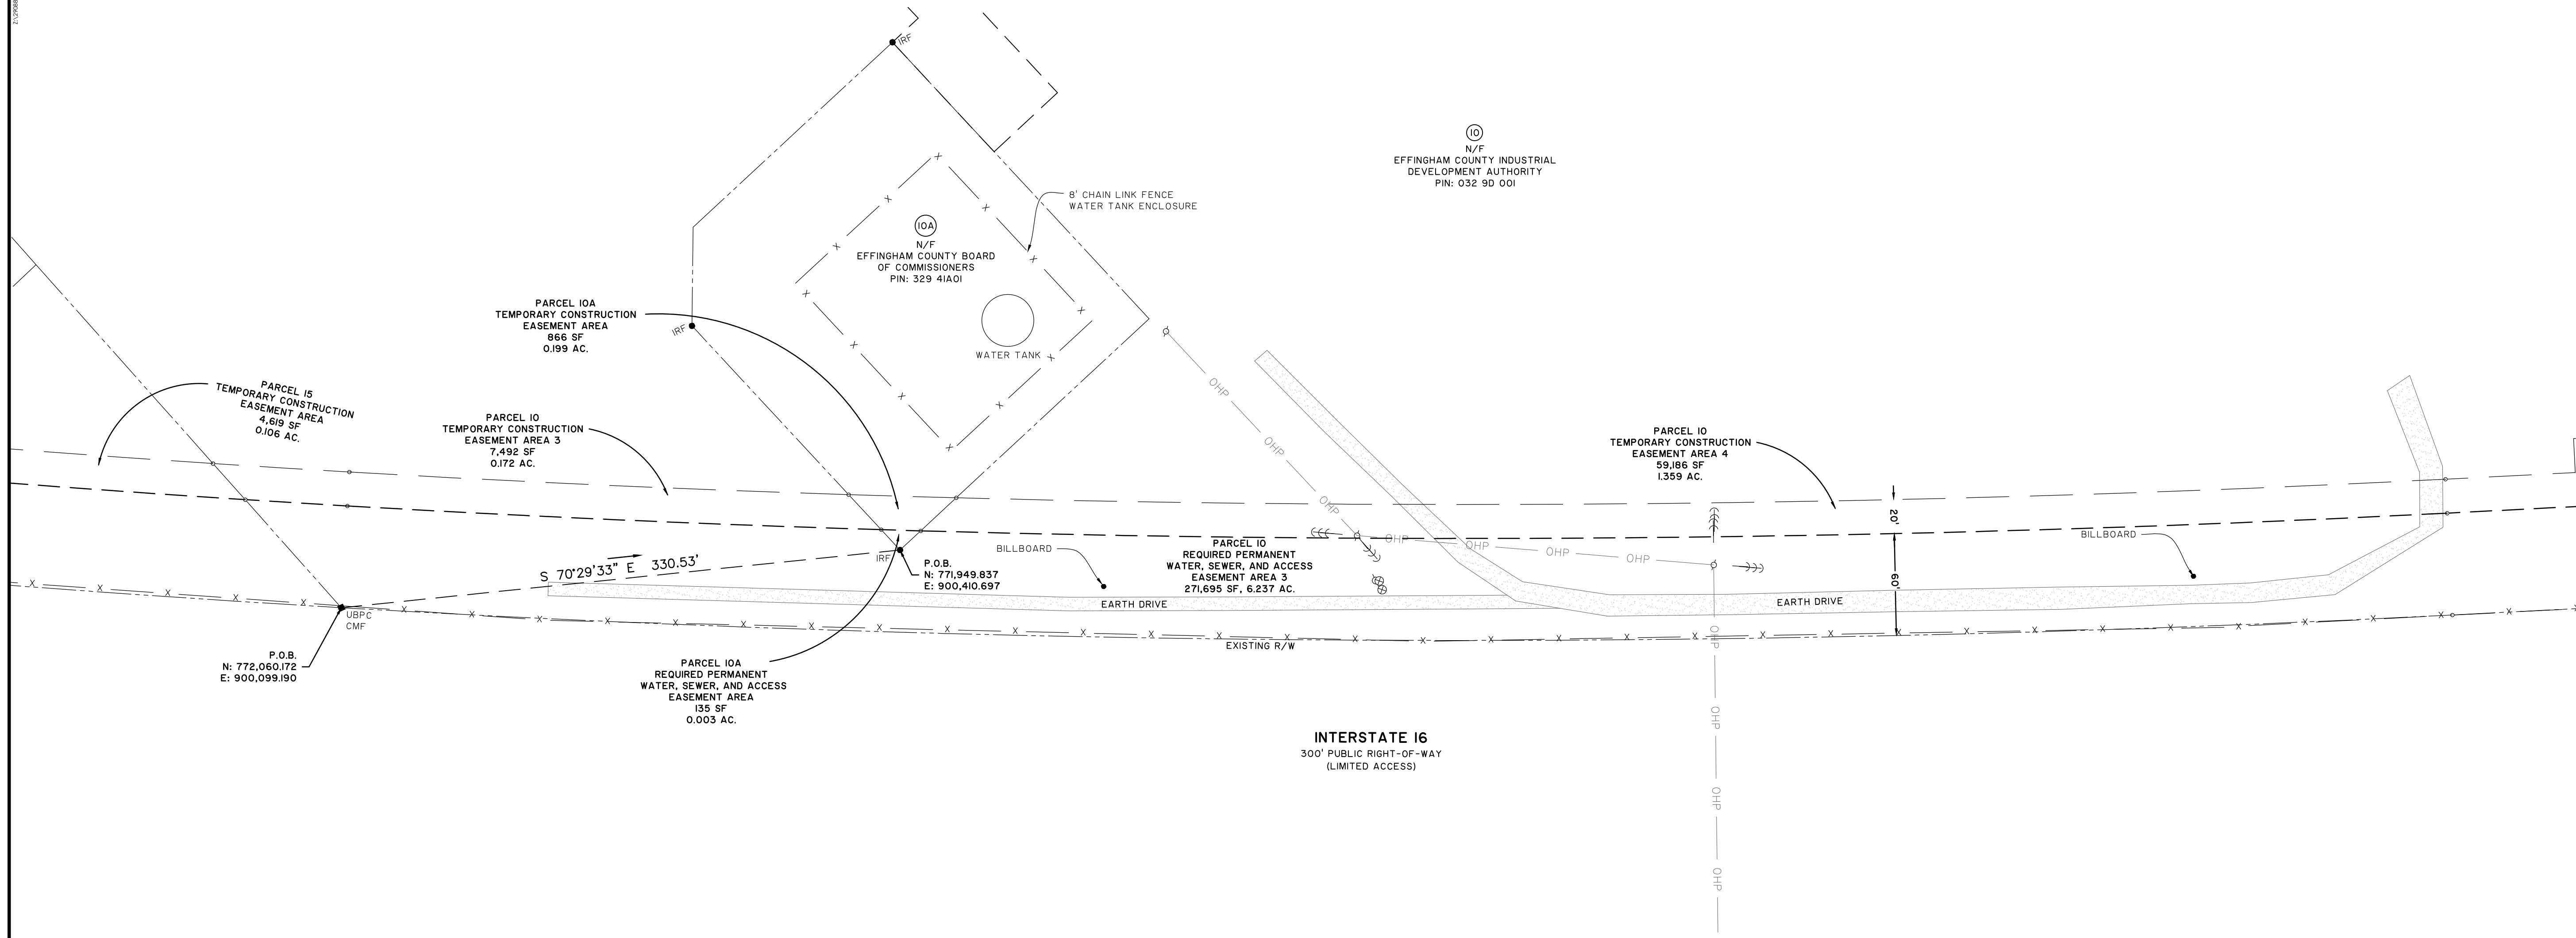 IRF
10
N/F
EFFINGHAM COUNTY INDUSTRIAL
DEVELOPMENT AUTHORITY
PIN: 032 9D 001
8' CHAIN LINK FENCE
WATER TANK ENCLOSURE
10A
N/F
EFFINGHAM COUNTY BOARD
OF COMMISSIONERS
PIN: 329 41A01
WATER TANK
IRF
PARCEL 10A
TEMPORARY CONSTRUCTION
EASEMENT AREA
866 SF
0.199 AC.
PARCEL 15
TEMPORARY CONSTRUCTION
EASEMENT AREA
4,619 SF
0.106 AC.
PARCEL 10
TEMPORARY CONSTRUCTION
EASEMENT AREA 3
7,492 SF
0.172 AC.
OHP
OHP
OHP
PARCEL 10
TEMPORARY CONSTRUCTION
EASEMENT AREA 4
59,186 SF
1.359 AC.
20'
60'
OHP
OHP
OHP
OHP
BILLBOARD
S 70°29'33" E 330.53'
IRF
P.O.B.
N: 771,949.837
E: 900,410.697
BILLBOARD
PARCEL 10
REQUIRED PERMANENT
WATER, SEWER, AND ACCESS
EASEMENT AREA 3
271,695 SF, 6.237 AC.
EARTH DRIVE
EARTH DRIVE
UBPC
CMF
P.O.B.
N: 772,060.172
E: 900,099.190
EXISTING R/W
PARCEL 10A
REQUIRED PERMANENT
WATER, SEWER, AND ACCESS
EASEMENT AREA
135 SF
0.003 AC.
OHP
OHP
OHP
OHP
INTERSTATE 16
300' PUBLIC RIGHT-OF-WAY
(LIMITED ACCESS)